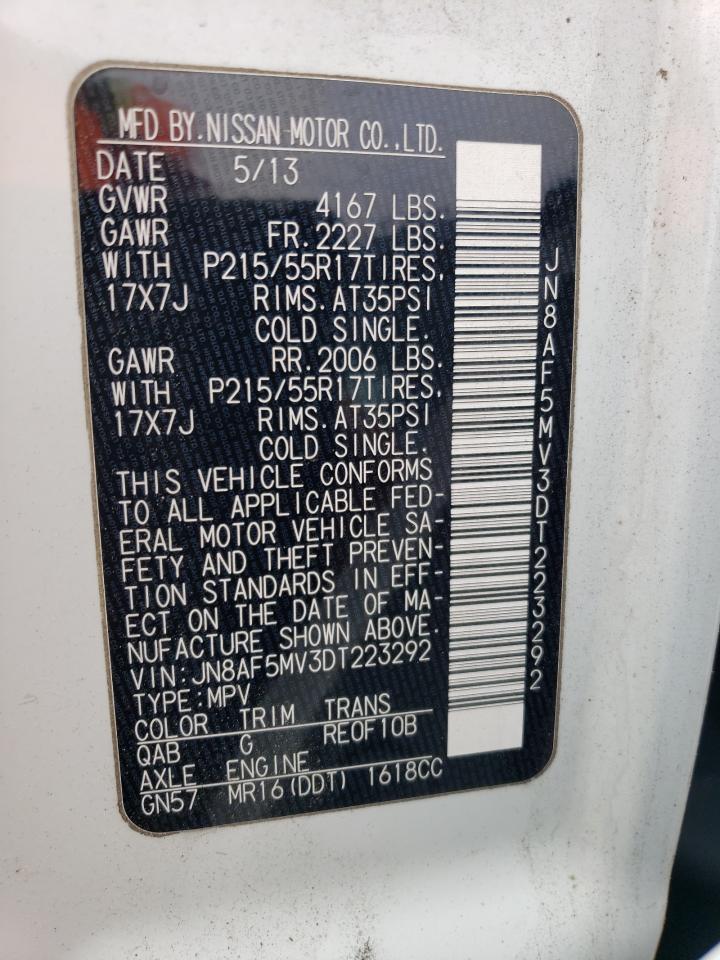 MFD BY.NISSAN MOTOR CO.,LTD.
DATE 5/13
GVWR 4167 LBS.
GAWR FR.2227 LBS.
WITH P215/55R17TIRES,
17X7J RIMS.AT35PSI
COLD SINGLE.
GAWR RR.2006 LBS.
WITH P215/55R17TIRES,
17X7J RIMS.AT35PSI
COLD SINGLE.
THIS VEHICLE CONFORMS
TO ALL APPLICABLE FED-
ERAL MOTOR VEHICLE SA-
FETY AND THEFT PREVEN-
TION STANDARDS IN EFF-
ECT ON THE DATE OF MA-
NUFACTURE SHOWN ABOVE.
VIN:JN8AF5MV3DT223292
TYPE:MPV
COLOR TRIM TRANS
QAB G RE0F10B
AXLE ENGINE
GN57 MR16(DDT) 1618CC
JN8AF5MV3DT223292